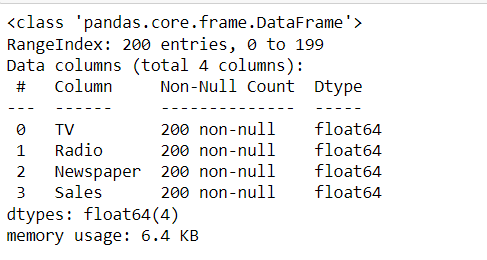 <class 'pandas.core.frame.DataFrame'>
RangeIndex: 200 entries, 0 to 199
Data columns (total 4 columns):
 #   Column     Non-Null Count  Dtype
---  ------     --------------  -----
 0   TV         200 non-null    float64
 1   Radio      200 non-null    float64
 2   Newspaper  200 non-null    float64
 3   Sales      200 non-null    float64
dtypes: float64(4)
memory usage: 6.4 KB